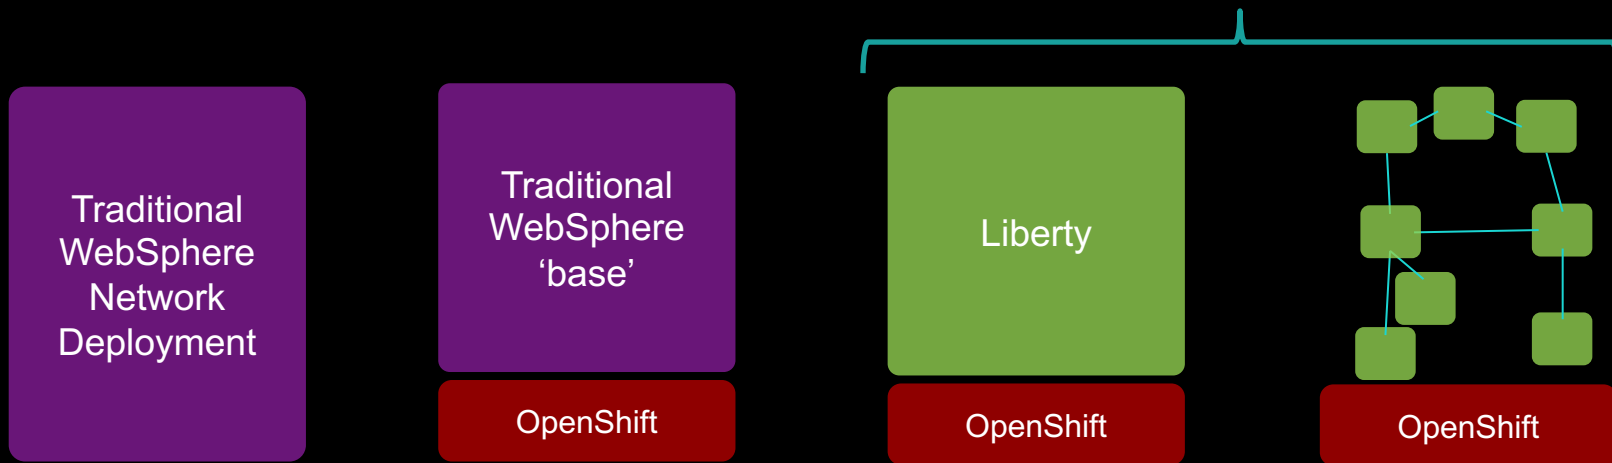 Traditional
WebSphere
Network
Deployment
Traditional
WebSphere
‘base’
OpenShift
Liberty
OpenShift
OpenShift